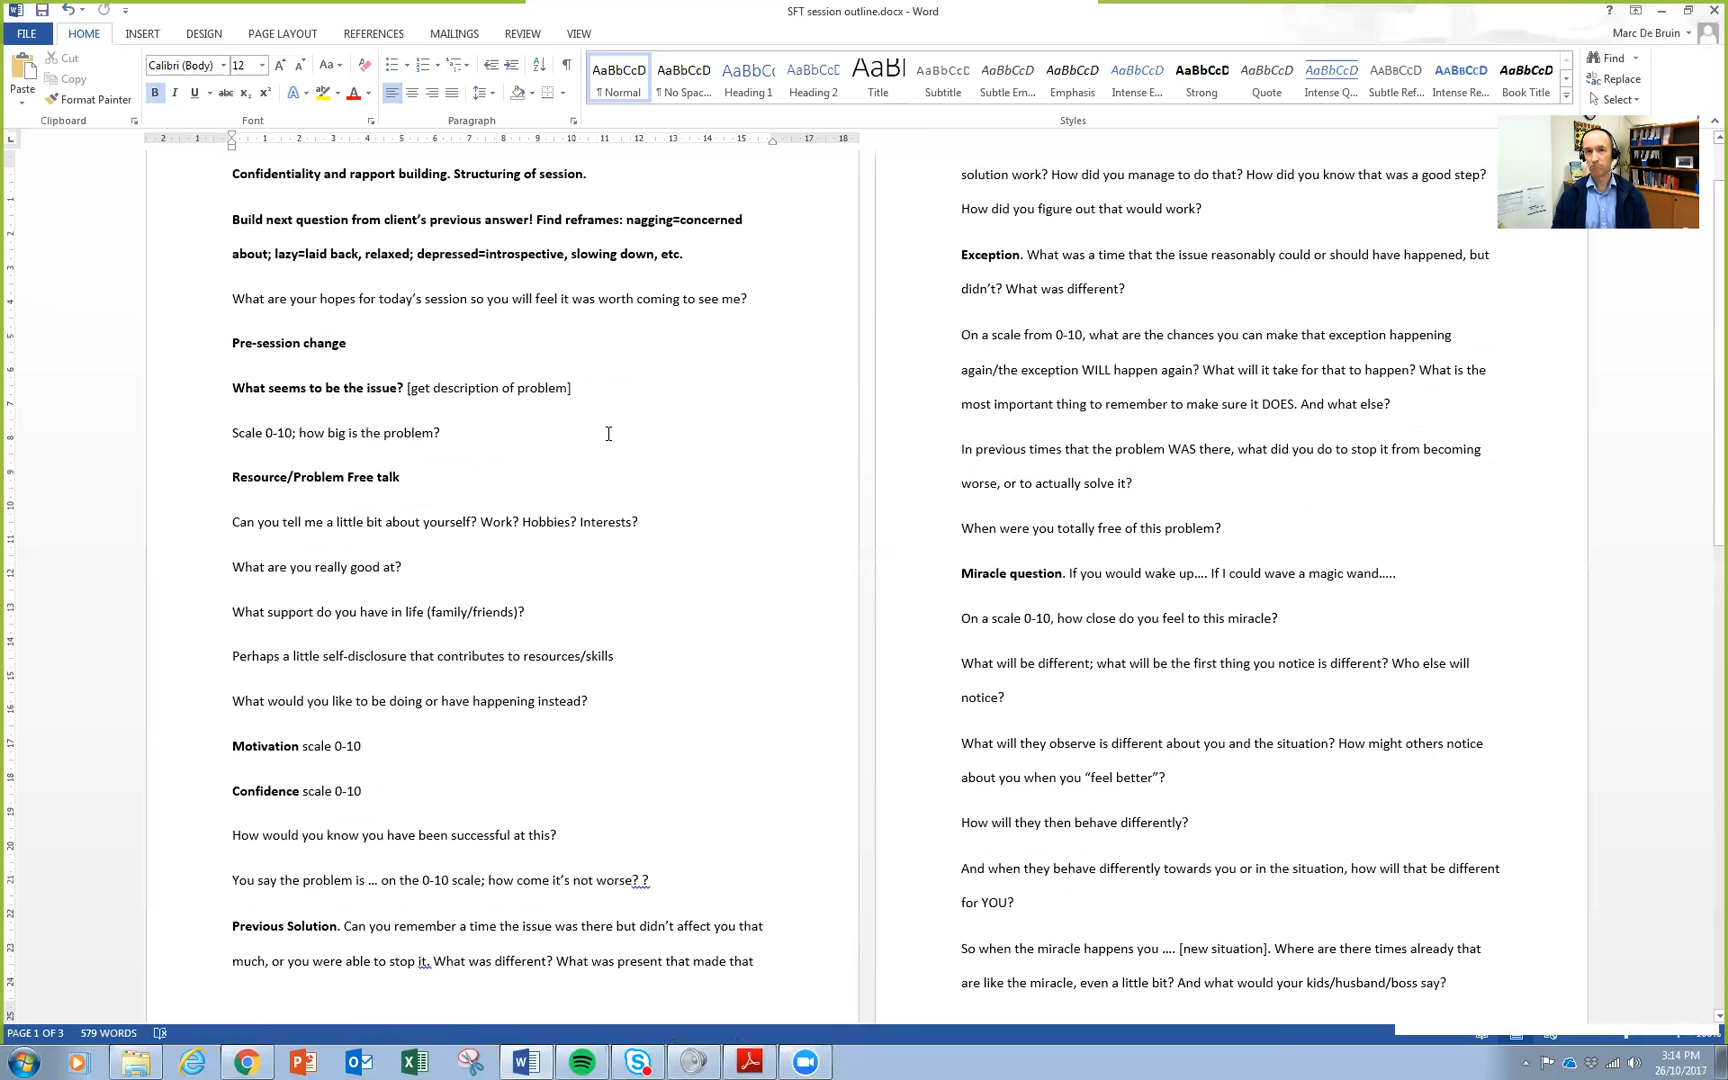 SFT session outline.docx - Word
FILE
HOME
INSERT
DESIGN
PAGE LAYOUT
REFERENCES
MAILINGS
REVIEW
VIEW
Marc De Bruin
Paste
Cut
Copy
Format Painter
Clipboard
Calibri (Body)
12
Font
Paragraph
AaBbCcD AaBbCcD AaBbCc AaBbCcD AaBl AaBbCcD AaBbCcD AaBbCcD AaBbCcD AaBbCcD AaBbCcD AaBbCcD AABBCCD AABBCCD AaBbCcD
¶ Normal ¶ No Spac... Heading 1 Heading 2 Title Subtitle Subtle Em... Emphasis Intense E... Strong Quote Intense Q... Subtle Ref... Intense Re... Book Title
Styles
Find
Replace
Select
2 1 1 2 3 4 5 6 7 8 9 10 11 12 13 14 15 16 17 18
Confidentiality and rapport building. Structuring of session.
Build next question from client's previous answer! Find reframes: nagging=concerned
about; lazy=laid back, relaxed; depressed=introspective, slowing down, etc.
What are your hopes for today's session so you will feel it was worth coming to see me?
Pre-session change
What seems to be the issue? [get description of problem]
Scale 0-10; how big is the problem?
Resource/Problem Free talk
Can you tell me a little bit about yourself? Work? Hobbies? Interests?
What are you really good at?
What support do you have in life (family/friends)?
Perhaps a little self-disclosure that contributes to resources/skills
What would you like to be doing or have happening instead?
Motivation scale 0-10
Confidence scale 0-10
How would you know you have been successful at this?
You say the problem is … on the 0-10 scale; how come it's not worse? ?
Previous Solution. Can you remember a time the issue was there but didn't affect you that
much, or you were able to stop it. What was different? What was present that made that
solution work? How did you manage to do that? How did you know that was a good step?
How did you figure out that would work?
Exception. What was a time that the issue reasonably could or should have happened, but
didn't? What was different?
On a scale from 0-10, what are the chances you can make that exception happening
again/the exception WILL happen again? What will it take for that to happen? What is the
most important thing to remember to make sure it DOES. And what else?
In previous times that the problem WAS there, what did you do to stop it from becoming
worse, or to actually solve it?
When were you totally free of this problem?
Miracle question. If you would wake up…. If I could wave a magic wand…..
On a scale 0-10, how close do you feel to this miracle?
What will be different; what will be the first thing you notice is different? Who else will
notice?
What will they observe is different about you and the situation? How might others notice
about you when you “feel better”?
How will they then behave differently?
And when they behave differently towards you or in the situation, how will that be different
for YOU?
So when the miracle happens you …. [new situation]. Where are there times already that
are like the miracle, even a little bit? And what would your kids/husband/boss say?
PAGE 1 OF 3
579 WORDS
3:14 PM
26/10/2017